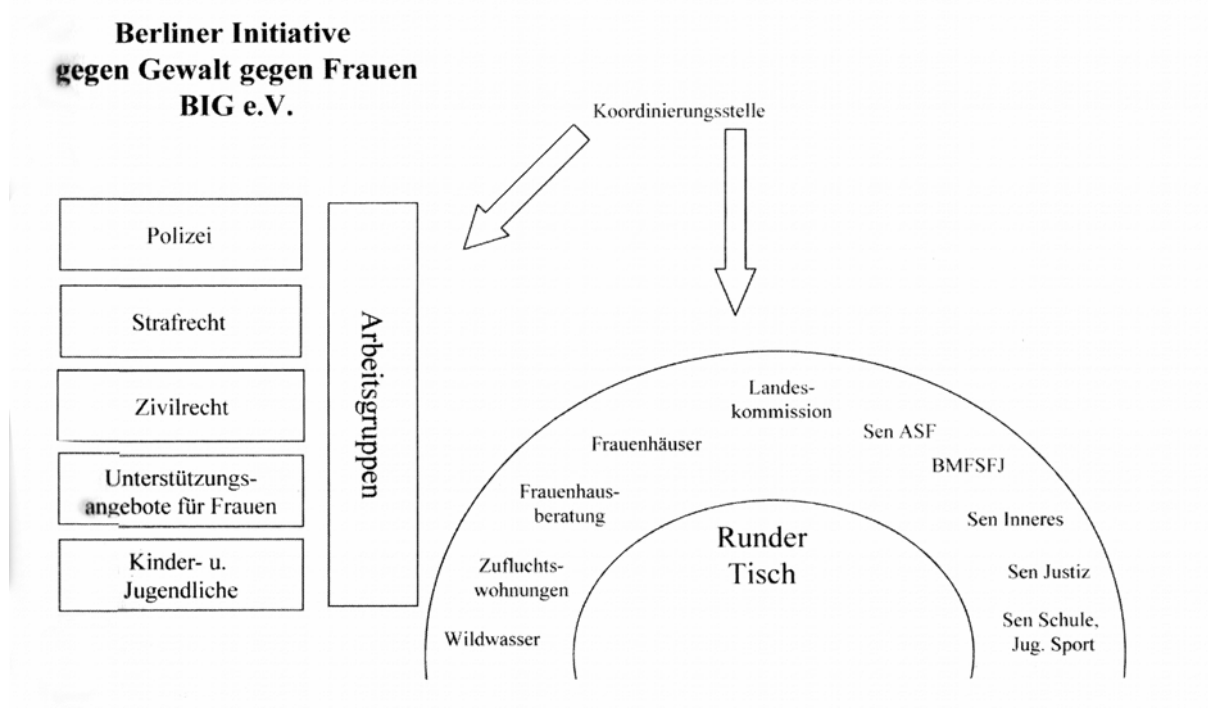 Berliner Initiative
gegen Gewalt gegen Frauen
BIG e.V.
Koordinierungsstelle
Polizei
Strafrecht
Zivilrecht
Unterstützungs-
angebote für Frauen
Kinder- u.
Jugendliche
Arbeitsgruppen
Landes-
kommission
Sen ASF
BMFSFJ
Sen Inneres
Sen Justiz
Sen Schule,
Jug. Sport
Frauenhäuser
Frauenhaus-
beratung
Zufluchts-
wohnungen
Wildwasser
Runder
Tisch